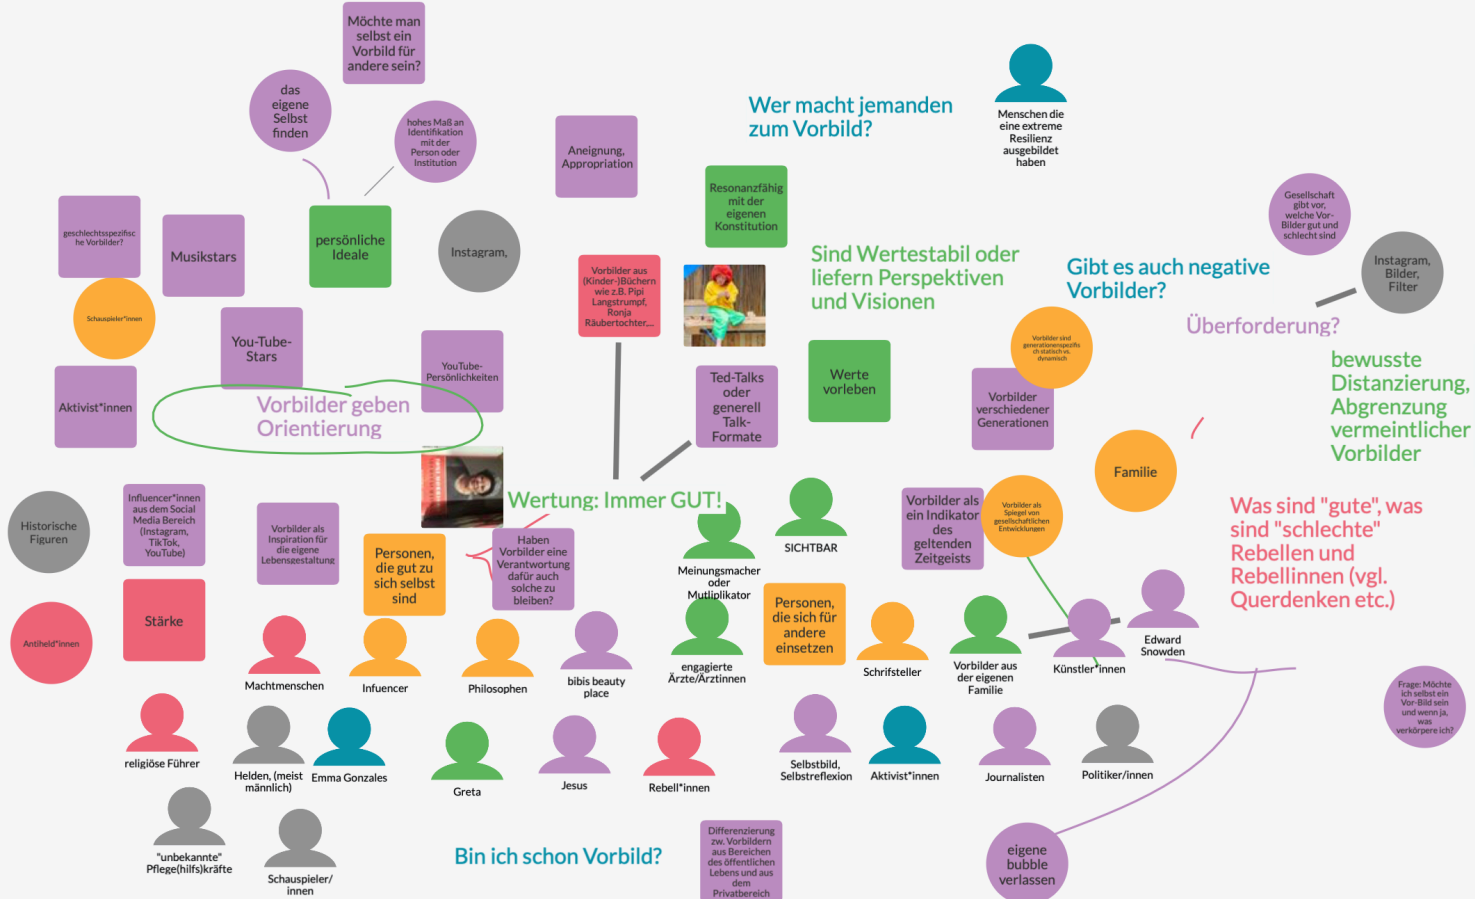 Möchte man
selbst ein
Vorbild für
andere sein?
das
eigene
Selbst
finden
hohes Maß an
Identifikation
mit der
Person oder
Institution
Aneignung,
Appropriation
Wer macht jemanden
zum Vorbild?
Menschen die
eine extreme
Resilienz
ausgebildet
haben
geschlechtsspezifisc
he Vorbilder?
Musikstars
persönliche
Ideale
Instagram,
Resonanzfähig
mit der
eigenen
Konstitution
Gesellschaft
gibt vor,
welche Vor-
Bilder gut und
schlecht sind
Instagram,
Bilder,
Filter
Vorbilder aus
(Kinder-)Büchern
wie z.B. Pipi
Langstrumpf,
Ronja
Räubertochter,...
Sind Wertestabil oder
liefern Perspektiven
und Visionen
Gibt es auch negative
Vorbilder?
Überforderung?
Schauspieler*innen
You-Tube-
Stars
YouTube-
Persönlichkeiten
Vorbilder sind
generationenspezifis
ch statisch vs.
dynamisch
bewusste
Distanzierung,
Abgrenzung
vermeintlicher
Vorbilder
Aktivist*innen
Vorbilder geben
Orientierung
Ted-Talks
oder
generell
Talk-
Formate
Werte
vorleben
Vorbilder
verschiedener
Generationen
Familie
Wertung: Immer GUT!
Historische
Figuren
Influencer*innen
aus dem Social
Media Bereich
(Instagram,
TikTok,
YouTube)
Vorbilder als
Inspiration für
die eigene
Lebensgestaltung
Personen,
die gut zu
sich selbst
sind
Haben
Vorbilder eine
Verantwortung
dafür auch
solche zu
bleiben?
Meinungsmacher
oder
Mutliplikator
SICHTBAR
Vorbilder als
ein Indikator
des
geltenden
Zeitgeists
Vorbilder als
Spiegel von
gesellschaftlichen
Entwicklungen
Was sind "gute", was
sind "schlechte"
Rebellen und
Rebellinnen (vgl.
Querdenken etc.)
Antiheld*innen
Stärke
Machtmenschen
Infuencer
Philosophen
bibis beauty
place
engagierte
Ärzte/Ärztinnen
Personen,
die sich für
andere
einsetzen
Schrifsteller
Vorbilder aus
der eigenen
Familie
Künstler*innen
Edward
Snowden
Frage: Möchte
ich selbst ein
Vor-Bild sein
und wenn ja,
was
verkörpere ich?
religiöse Führer
Helden, (meist
männlich)
Emma Gonzales
Greta
Jesus
Rebell*innen
Selbstbild,
Selbstreflexion
Aktivist*innen
Journalisten
Politiker/innen
"unbekannte"
Pflege(hilfs)kräfte
Schauspieler/
innen
Bin ich schon Vorbild?
Differenzierung
zw. Vorbildern
aus Bereichen
des öffentlichen
Lebens und aus
dem
Privatbereich
eigene
bubble
verlassen